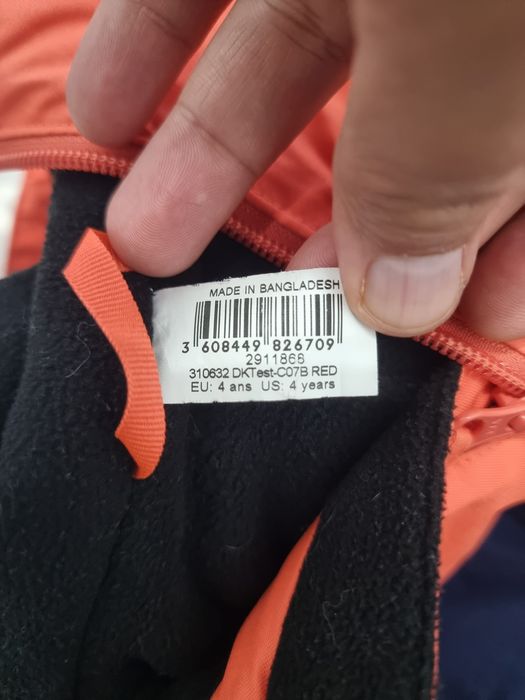 MADE IN BANGLADESH
3 608449 826709
2911868
310632 DKTest-C07B RED
EU: 4 ans US: 4 years